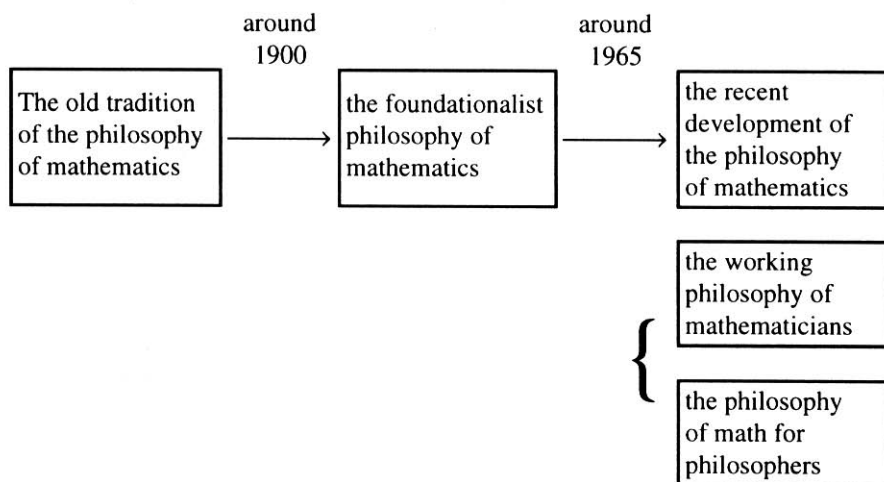 around
1900
around
1965
The old tradition
of the philosophy
of mathematics
the foundationalist
philosophy of
mathematics
the recent
development of
the philosophy
of mathematics
the working
philosophy of
mathematicians
the philosophy
of math for
philosophers